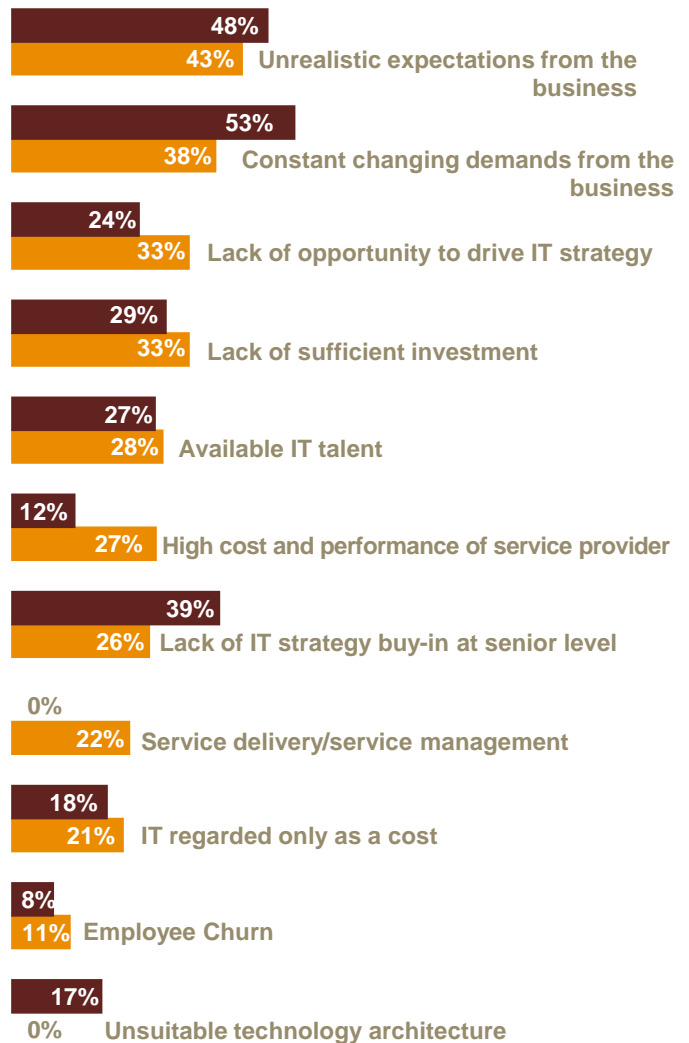 48%
43% Unrealistic expectations from the
business
53%
38% Constant changing demands from the
business
24%
33% Lack of opportunity to drive IT strategy
29%
33% Lack of sufficient investment
27%
28% Available IT talent
12%
27% High cost and performance of service provider
39%
26% Lack of IT strategy buy-in at senior level
0%
22% Service delivery/service management
18%
21% IT regarded only as a cost
8%
11% Employee Churn
17%
0% Unsuitable technology architecture